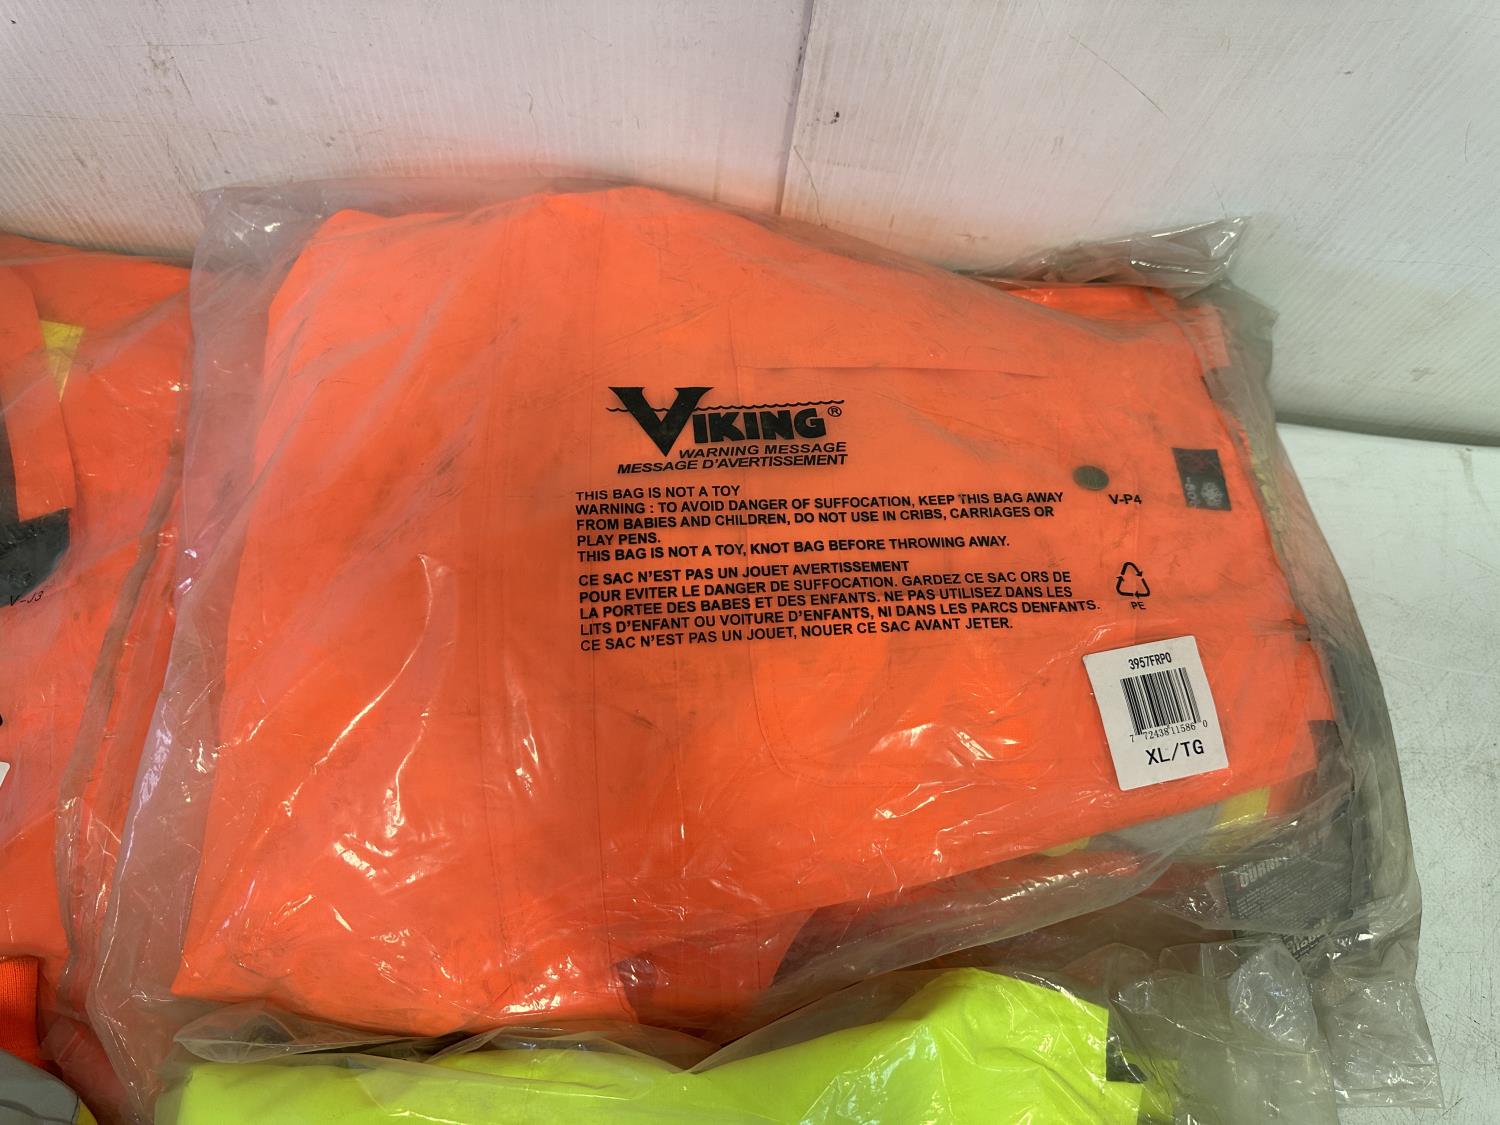 VIKING®
WARNING MESSAGE
MESSAGE D'AVERTISSEMENT
THIS BAG IS NOT A TOY
WARNING : TO AVOID DANGER OF SUFFOCATION, KEEP THIS BAG AWAY
FROM BABIES AND CHILDREN, DO NOT USE IN CRIBS, CARRIAGES OR
PLAY PENS.
THIS BAG IS NOT A TOY, KNOT BAG BEFORE THROWING AWAY.
CE SAC N'EST PAS UN JOUET AVERTISSEMENT
POUR EVITER LE DANGER DE SUFFOCATION. GARDEZ CE SAC ORS DE
LA PORTEE DES BABES ET DES ENFANTS. NE PAS UTILISEZ DANS LES
LITS D'ENFANT OU VOITURE D'ENFANTS, NI DANS LES PARCS DENFANTS.
CE SAC N'EST PAS UN JOUET, NOUER CE SAC AVANT JETER.
V-P4
PE
3957FRPO
7 72438 11586 0
XL/TG
V-J3